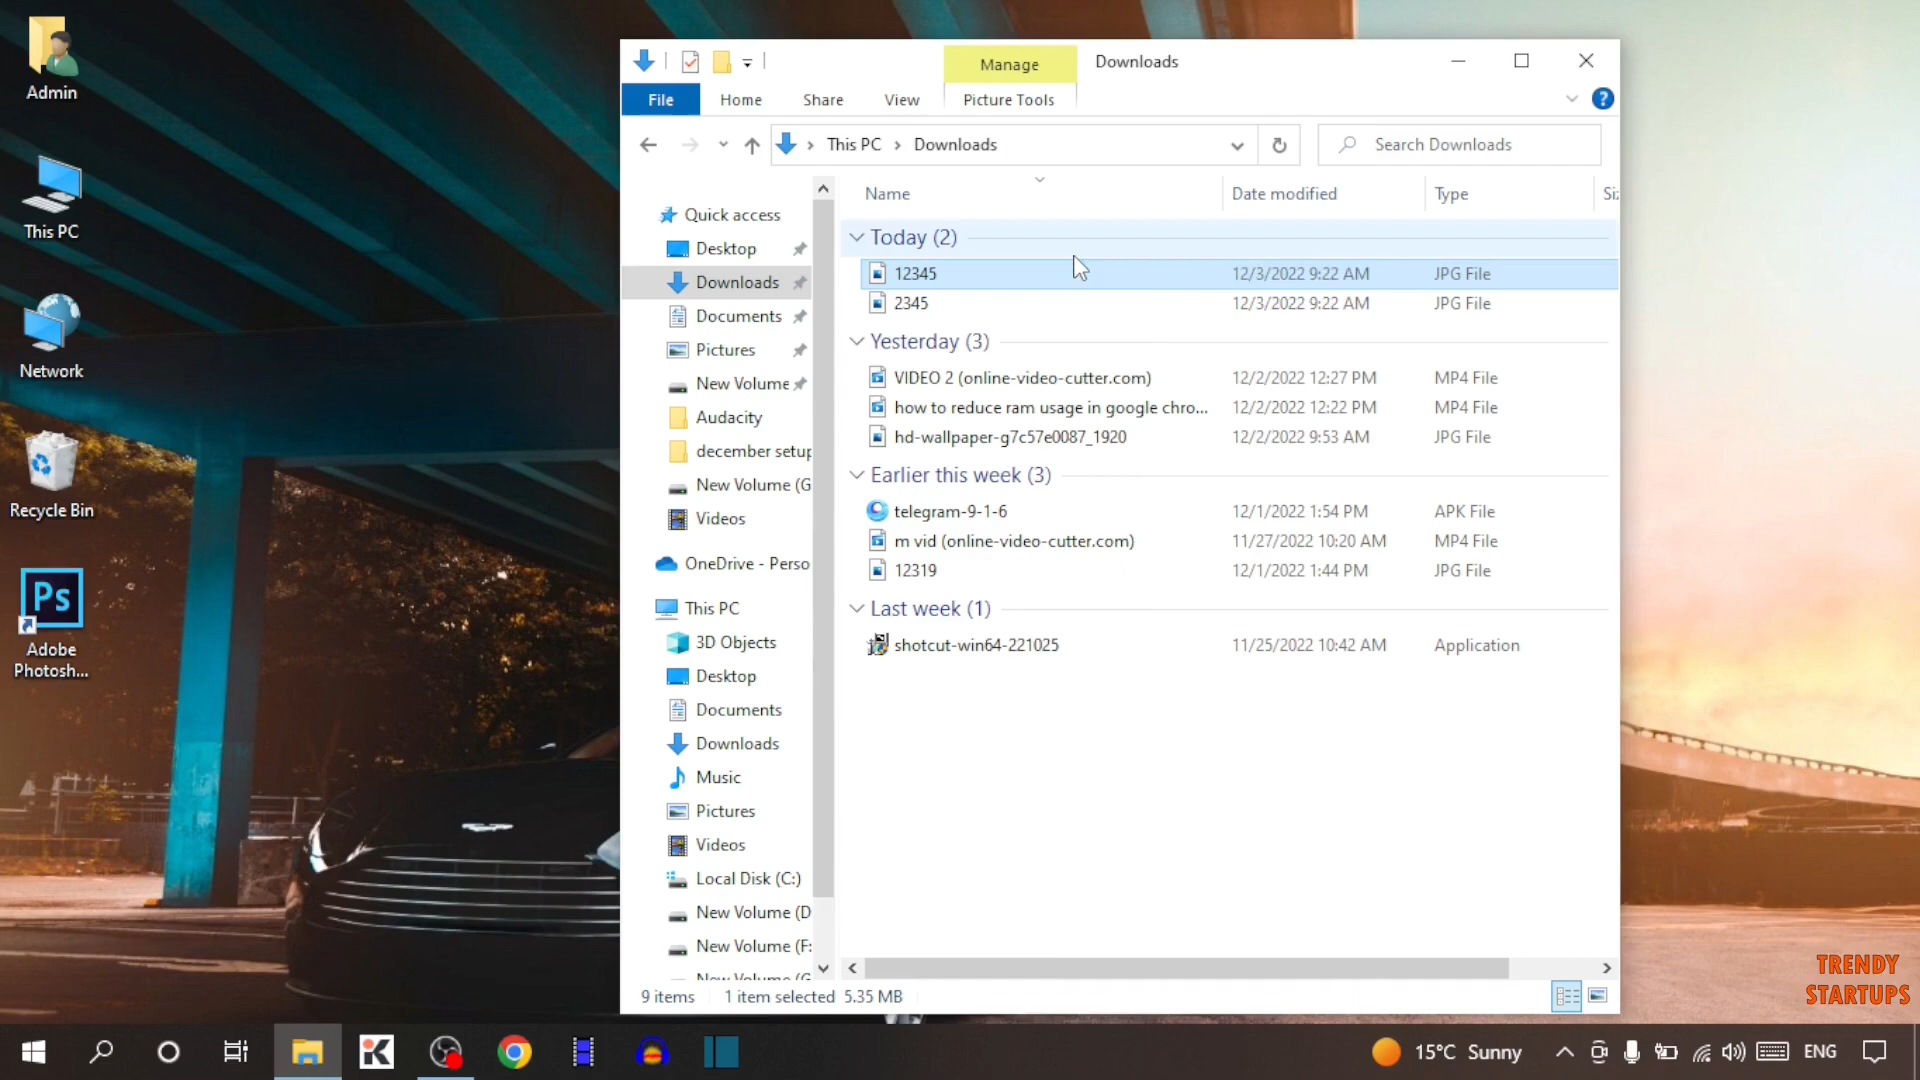 Admin
This PC
Network
Recycle Bin
Ps
Adobe
Photosh...
Manage
Downloads
File
Home
Share
View
Picture Tools
?
This PC
Downloads
Search Downloads
Name
Date modified
Type
Quick access
Desktop
Downloads
Documents
Pictures
New Volume
Audacity
december setup
New Volume (G
Videos
OneDrive - Perso
This PC
3D Objects
Desktop
Documents
Downloads
Music
Pictures
Videos
Local Disk (C:)
New Volume (D
New Volume (F:
New Volume (G
Today (2)
12345 12/3/2022 9:22 AM JPG File
2345 12/3/2022 9:22 AM JPG File
Yesterday (3)
VIDEO 2 (online-video-cutter.com) 12/2/2022 12:27 PM MP4 File
how to reduce ram usage in google chro... 12/2/2022 12:22 PM MP4 File
hd-wallpaper-g7c57e0087_1920 12/2/2022 9:53 AM JPG File
Earlier this week (3)
telegram-9-1-6 12/1/2022 1:54 PM APK File
m vid (online-video-cutter.com) 11/27/2022 10:20 AM MP4 File
12319 12/1/2022 1:44 PM JPG File
Last week (1)
shotcut-win64-221025 11/25/2022 10:42 AM Application
9 items 1 item selected 5.35 MB
TRENDY
STARTUPS
K
15°C Sunny
ENG